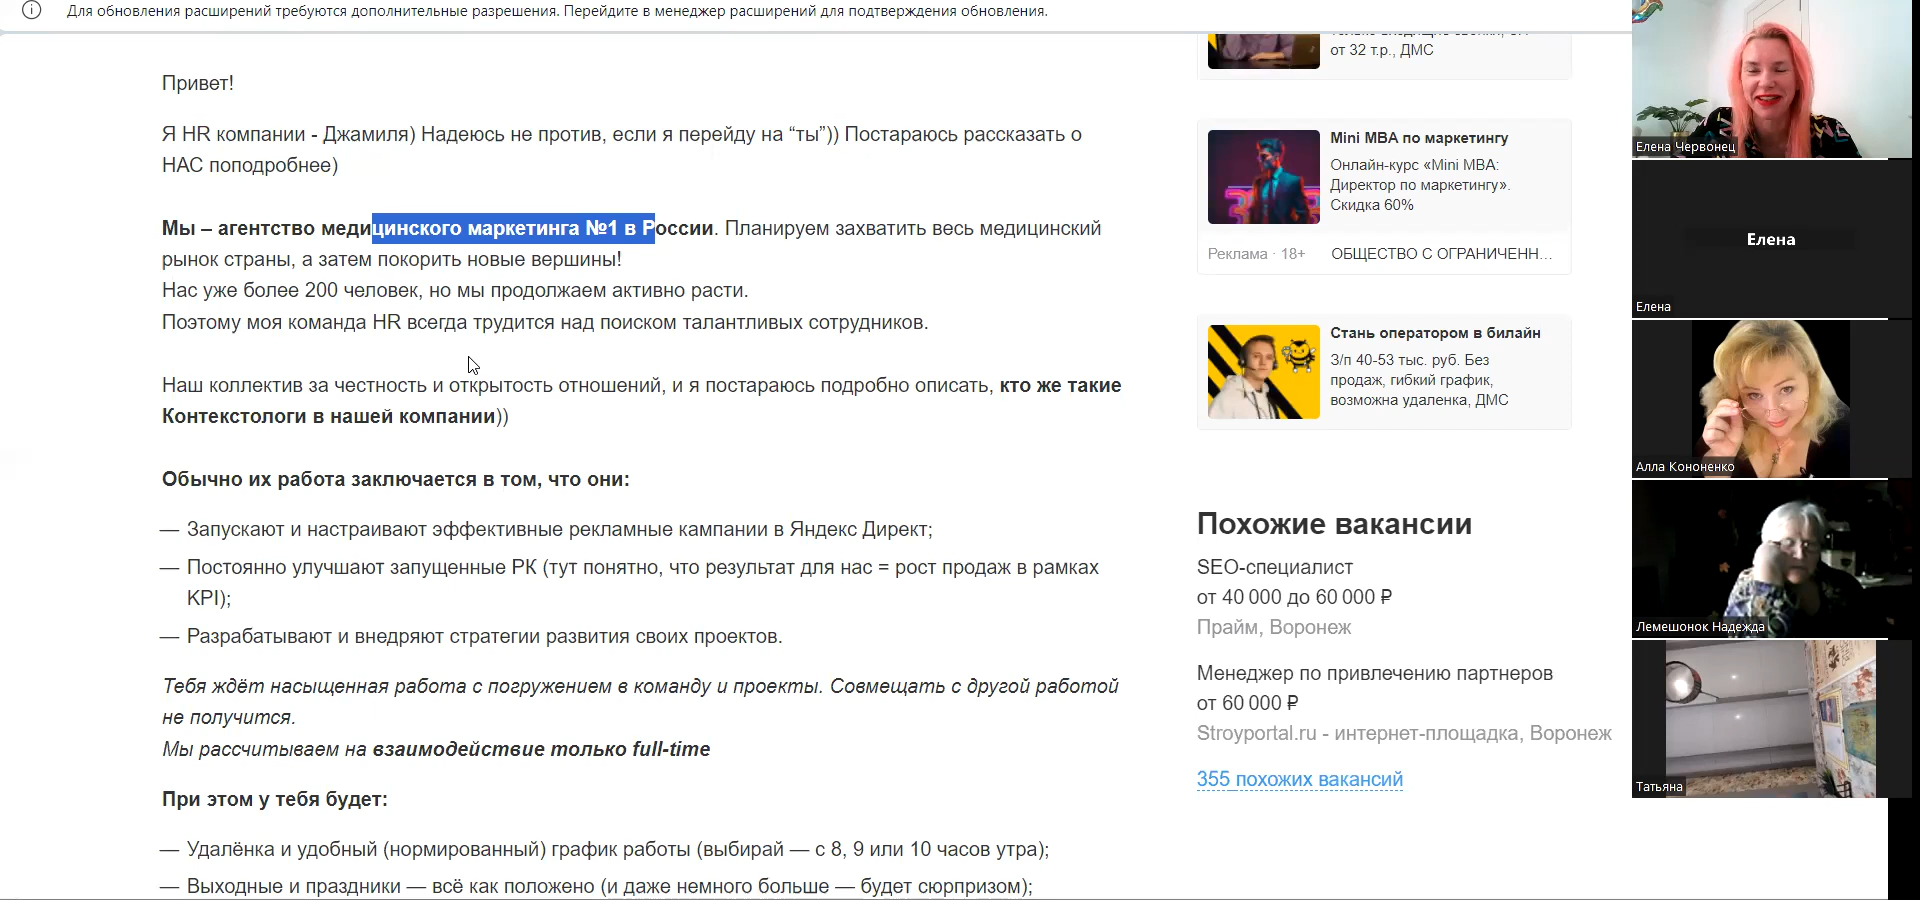 Для обновления расширений требуются дополнительные разрешения. Перейдите в менеджер расширений для подтверждения обновления.
Привет!
Я HR компании - Джамиля) Надеюсь не против, если я перейду на “ты”)) Постараюсь рассказать о
НАС поподробнее)
Мы – агентство медицинского маркетинга №1 в России. Планируем захватить весь медицинский
рынок страны, а затем покорить новые вершины!
Нас уже более 200 человек, но мы продолжаем активно расти.
Поэтому моя команда HR всегда трудится над поиском талантливых сотрудников.
Наш коллектив за честность и открытость отношений, и я постараюсь подробно описать, кто же такие
Контекстологи в нашей компании))
Обычно их работа заключается в том, что они:
— Запускают и настраивают эффективные рекламные кампании в Яндекс Директ;
— Постоянно улучшают запущенные РК (тут понятно, что результат для нас = рост продаж в рамках
KPI);
— Разрабатывают и внедряют стратегии развития своих проектов.
Тебя ждёт насыщенная работа с погружением в команду и проекты. Совмещать с другой работой
не получится.
Мы рассчитываем на взаимодействие только full-time
При этом у тебя будет:
— Удалёнка и удобный (нормированный) график работы (выбирай — с 8, 9 или 10 часов утра);
— Выходные и праздники — всё как положено (и даже немного больше — будет сюрпризом);
от 32 т.р., ДМС
Mini MBA по маркетингу
Онлайн-курс «Mini MBA:
Директор по маркетингу».
Скидка 60%
Реклама · 18+ ОБЩЕСТВО С ОГРАНИЧЕНН...
Стань оператором в билайн
З/п 40-53 тыс. руб. Без
продаж, гибкий график,
возможна удаленка, ДМС
Похожие вакансии
SEO-специалист
от 40 000 до 60 000 ₽
Прайм, Воронеж
Менеджер по привлечению партнеров
от 60 000 ₽
Stroyportal.ru - интернет-площадка, Воронеж
355 похожих вакансий
Елена Червонец
Елена
Елена
Алла Кононенко
Лемешонок Надежда
Татьяна